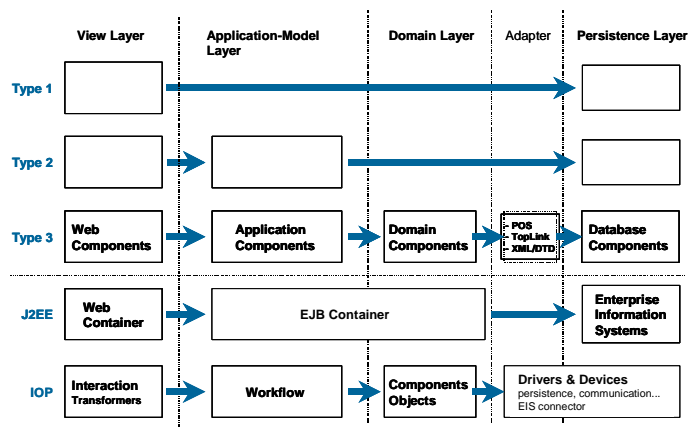 View Layer
Application-Model
Layer
Domain Layer
Adapter
Persistence Layer
Type 1
Type 2
Type 3
Web
Components
Application
Components
Domain
Components
- POS
- TopLink
- XML/DTD
Database
Components
J2EE
Web
Container
EJB Container
Enterprise
Information
Systems
IOP
Interaction
Transformers
Workflow
Components
Objects
Drivers & Devices
persistence, communication...
EIS connector